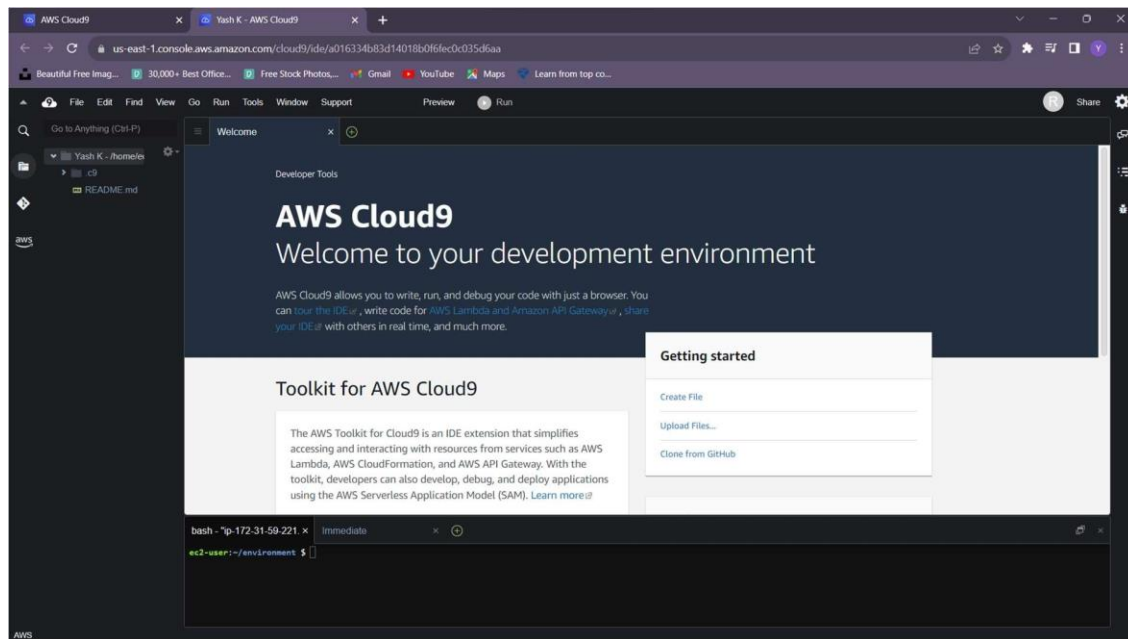 AWS Cloud9
Yash K - AWS Cloud9
us-east-1.console.aws.amazon.com/cloud9/ide/a016334b83d14018b0f6fec0c035d6aa
Beautiful Free Imag...
30,000+ Best Office...
Free Stock Photos,...
Gmail
YouTube
Maps
Learn from top co...
Y
File Edit Find View Go Run Tools Window Support Preview Run
R
Share
Go to Anything (Ctrl-P)
Welcome
Yash K - /home/ec
.c9
README.md
aws
Developer Tools
AWS Cloud9
Welcome to your development environment
AWS Cloud9 allows you to write, run, and debug your code with just a browser. You
can tour the IDE , write code for AWS Lambda and Amazon API Gateway , share
your IDE with others in real time, and much more.
Getting started
Create File
Upload Files...
Clone from GitHub
Toolkit for AWS Cloud9
The AWS Toolkit for Cloud9 is an IDE extension that simplifies
accessing and interacting with resources from services such as AWS
Lambda, AWS CloudFormation, and AWS API Gateway. With the
toolkit, developers can also develop, debug, and deploy applications
using the AWS Serverless Application Model (SAM). Learn more
bash - "ip-172-31-59-221.
Immediate
ec2-user:~/environment $
AWS